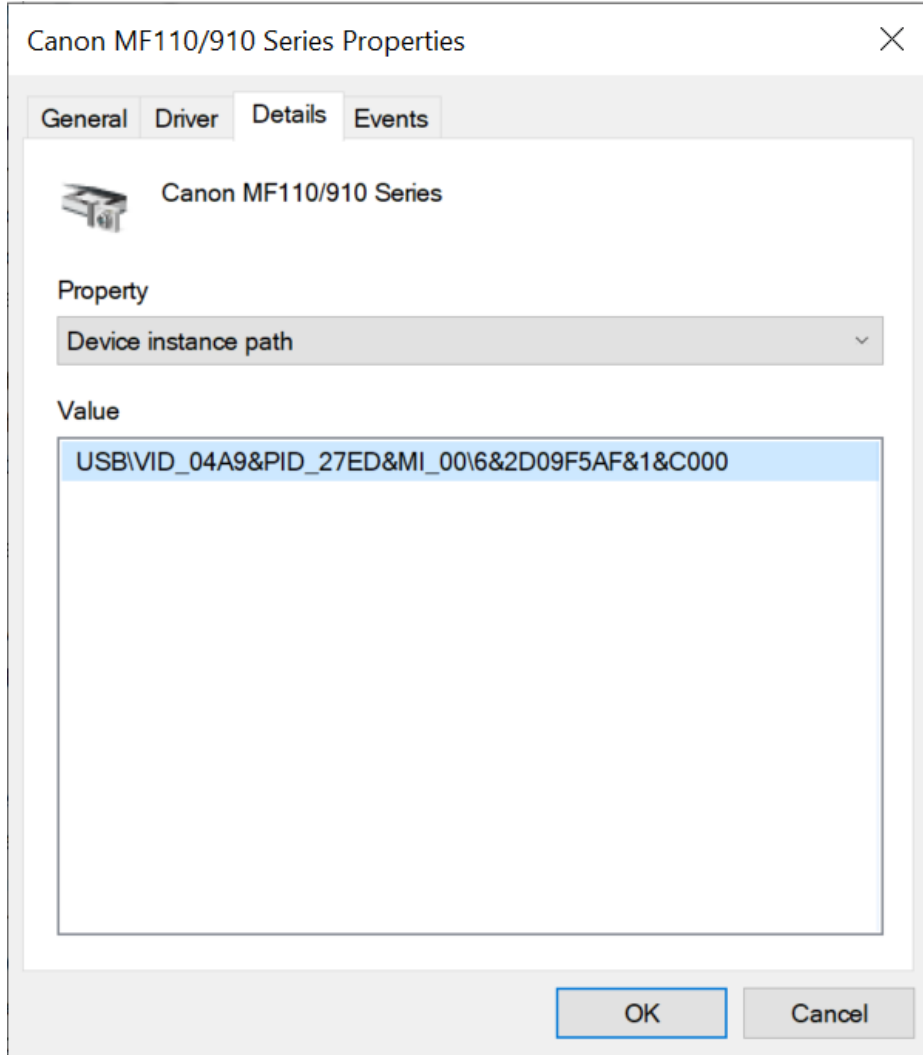 Canon MF110/910 Series Properties
General Driver Details Events
Canon MF110/910 Series
Property
Device instance path
Value
USB\VID_04A9&PID_27ED&MI_00\6&2D09F5AF&1&C000
OK Cancel